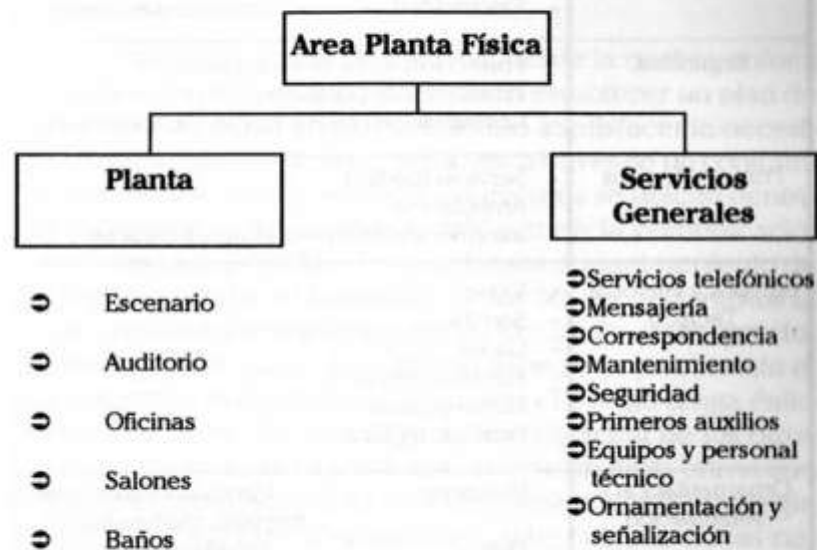 Area Planta Física
Planta
Servicios
Generales
➲ Escenario
➲ Auditorio
➲ Oficinas
➲ Salones
➲ Baños
➲Servicios telefónicos
➲Mensajería
➲Correspondencia
➲Mantenimiento
➲Seguridad
➲Primeros auxilios
➲Equipos y personal
técnico
➲Ornamentación y
señalización